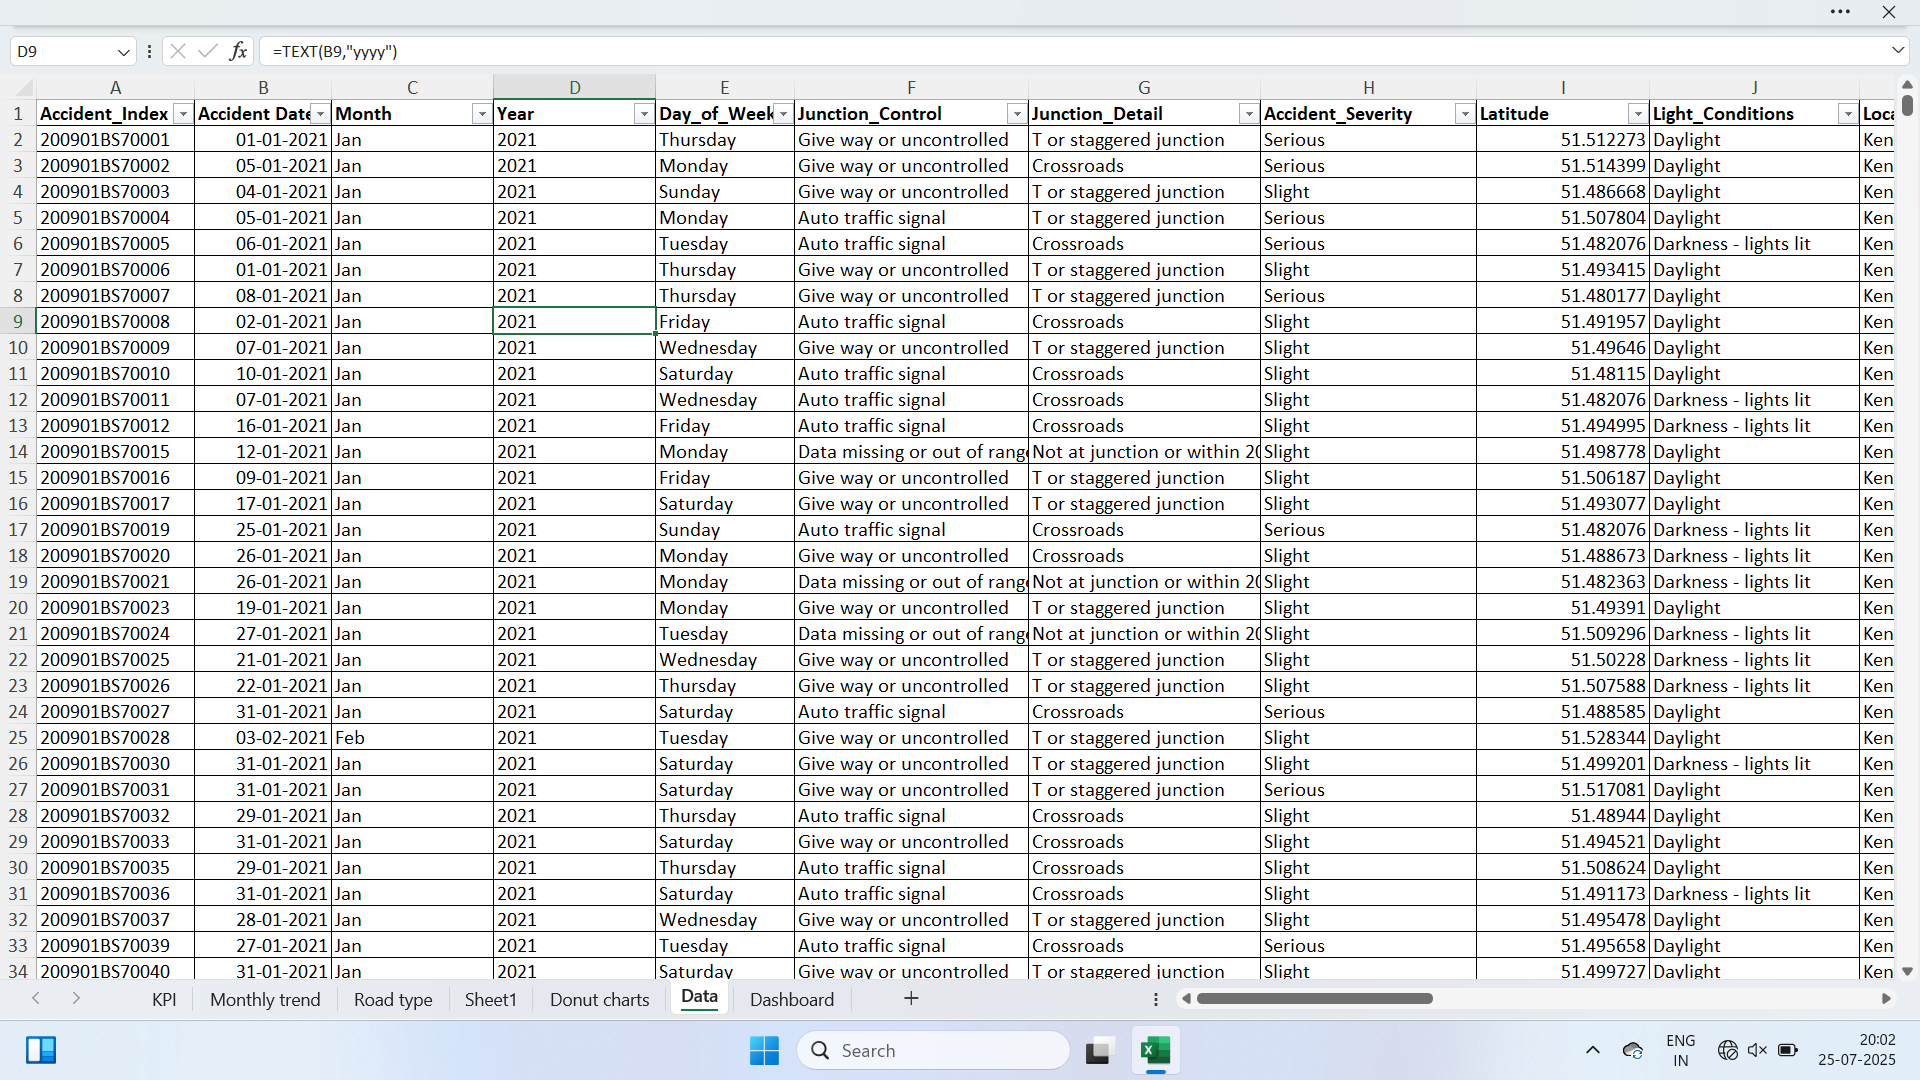 D9 fx =TEXT(B9,"yyyy")
A B C D E F G H I J
1 Accident_Index Accident Date Month Year Day_of_Week Junction_Control Junction_Detail Accident_Severity Latitude Light_Conditions Loca
2 200901BS70001 01-01-2021 Jan 2021 Thursday Give way or uncontrolled T or staggered junction Serious 51.512273 Daylight Ken
3 200901BS70002 05-01-2021 Jan 2021 Monday Give way or uncontrolled Crossroads Serious 51.514399 Daylight Ken
4 200901BS70003 04-01-2021 Jan 2021 Sunday Give way or uncontrolled T or staggered junction Slight 51.486668 Daylight Ken
5 200901BS70004 05-01-2021 Jan 2021 Monday Auto traffic signal T or staggered junction Serious 51.507804 Daylight Ken
6 200901BS70005 06-01-2021 Jan 2021 Tuesday Auto traffic signal Crossroads Serious 51.482076 Darkness - lights lit Ken
7 200901BS70006 01-01-2021 Jan 2021 Thursday Give way or uncontrolled T or staggered junction Slight 51.493415 Daylight Ken
8 200901BS70007 08-01-2021 Jan 2021 Thursday Give way or uncontrolled T or staggered junction Serious 51.480177 Daylight Ken
9 200901BS70008 02-01-2021 Jan 2021 Friday Auto traffic signal Crossroads Slight 51.491957 Daylight Ken
10 200901BS70009 07-01-2021 Jan 2021 Wednesday Give way or uncontrolled T or staggered junction Slight 51.49646 Daylight Ken
11 200901BS70010 10-01-2021 Jan 2021 Saturday Auto traffic signal Crossroads Slight 51.48115 Daylight Ken
12 200901BS70011 07-01-2021 Jan 2021 Wednesday Auto traffic signal Crossroads Slight 51.482076 Darkness - lights lit Ken
13 200901BS70012 16-01-2021 Jan 2021 Friday Auto traffic signal Crossroads Slight 51.494995 Darkness - lights lit Ken
14 200901BS70015 12-01-2021 Jan 2021 Monday Data missing or out of range Not at junction or within 20 Slight 51.498778 Daylight Ken
15 200901BS70016 09-01-2021 Jan 2021 Friday Give way or uncontrolled T or staggered junction Slight 51.506187 Daylight Ken
16 200901BS70017 17-01-2021 Jan 2021 Saturday Give way or uncontrolled T or staggered junction Slight 51.493077 Daylight Ken
17 200901BS70019 25-01-2021 Jan 2021 Sunday Auto traffic signal Crossroads Serious 51.482076 Darkness - lights lit Ken
18 200901BS70020 26-01-2021 Jan 2021 Monday Give way or uncontrolled Crossroads Slight 51.488673 Darkness - lights lit Ken
19 200901BS70021 26-01-2021 Jan 2021 Monday Data missing or out of range Not at junction or within 20 Slight 51.482363 Darkness - lights lit Ken
20 200901BS70023 19-01-2021 Jan 2021 Monday Give way or uncontrolled T or staggered junction Slight 51.49391 Daylight Ken
21 200901BS70024 27-01-2021 Jan 2021 Tuesday Data missing or out of range Not at junction or within 20 Slight 51.509296 Darkness - lights lit Ken
22 200901BS70025 21-01-2021 Jan 2021 Wednesday Give way or uncontrolled T or staggered junction Slight 51.50228 Darkness - lights lit Ken
23 200901BS70026 22-01-2021 Jan 2021 Thursday Give way or uncontrolled T or staggered junction Slight 51.507588 Darkness - lights lit Ken
24 200901BS70027 31-01-2021 Jan 2021 Saturday Auto traffic signal Crossroads Serious 51.488585 Daylight Ken
25 200901BS70028 03-02-2021 Feb 2021 Tuesday Give way or uncontrolled T or staggered junction Slight 51.528344 Daylight Ken
26 200901BS70030 31-01-2021 Jan 2021 Saturday Give way or uncontrolled T or staggered junction Slight 51.499201 Darkness - lights lit Ken
27 200901BS70031 31-01-2021 Jan 2021 Saturday Give way or uncontrolled T or staggered junction Serious 51.517081 Daylight Ken
28 200901BS70032 29-01-2021 Jan 2021 Thursday Auto traffic signal Crossroads Slight 51.48944 Daylight Ken
29 200901BS70033 31-01-2021 Jan 2021 Saturday Give way or uncontrolled Crossroads Slight 51.494521 Daylight Ken
30 200901BS70035 29-01-2021 Jan 2021 Thursday Auto traffic signal Crossroads Slight 51.508624 Daylight Ken
31 200901BS70036 31-01-2021 Jan 2021 Saturday Auto traffic signal Crossroads Slight 51.491173 Darkness - lights lit Ken
32 200901BS70037 28-01-2021 Jan 2021 Wednesday Give way or uncontrolled T or staggered junction Slight 51.495478 Daylight Ken
33 200901BS70039 27-01-2021 Jan 2021 Tuesday Auto traffic signal Crossroads Serious 51.495658 Daylight Ken
34 200901BS70040 31-01-2021 Jan 2021 Saturday Give way or uncontrolled T or staggered junction Slight 51.499727 Daylight Ken
KPI Monthly trend Road type Sheet1 Donut charts Data Dashboard
Search ENG 20:02
IN 25-07-2025